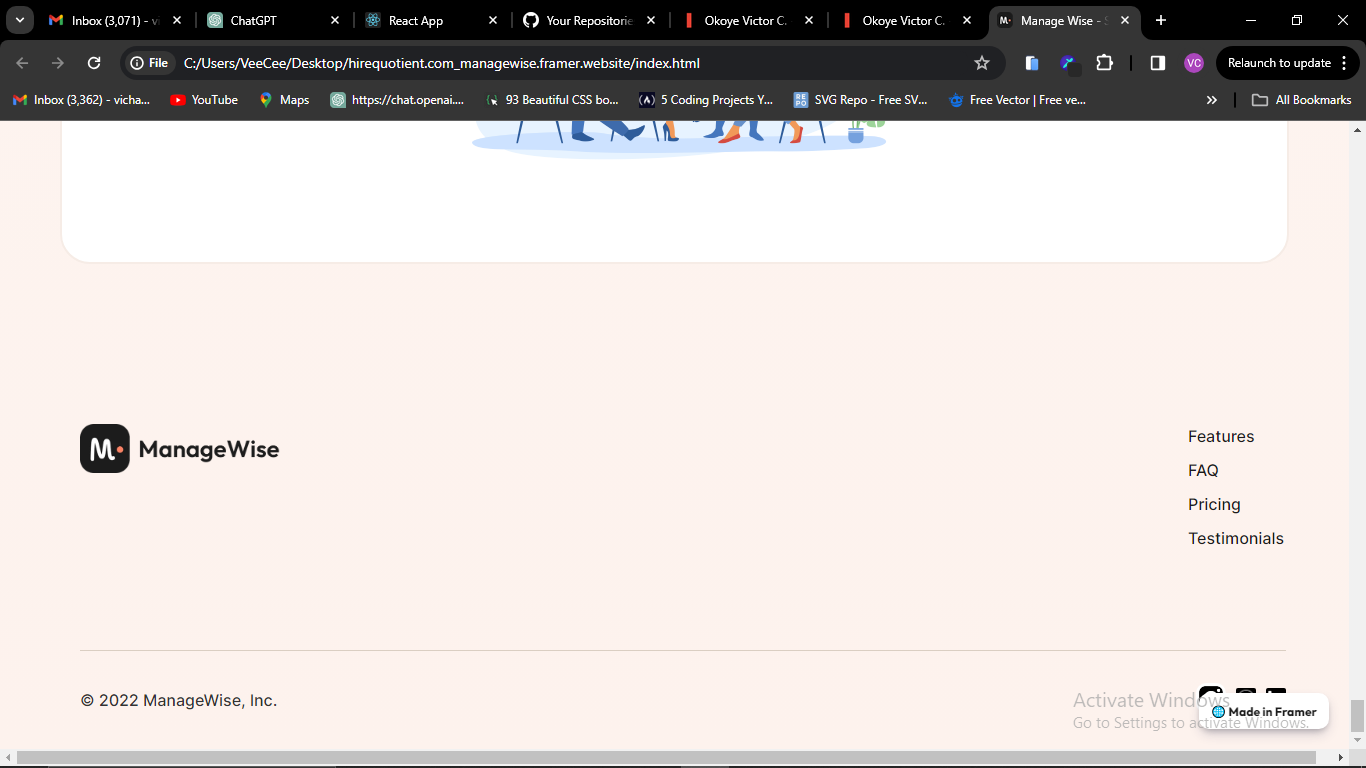 Inbox (3,071) - vi
ChatGPT
React App
Your Repositorie
Okoye Victor C.
Okoye Victor C.
Manage Wise - S
File
C:/Users/VeeCee/Desktop/hirequotient.com_managewise.framer.website/index.html
VC
Relaunch to update
Inbox (3,362) - vicha...
YouTube
Maps
https://chat.openai....
93 Beautiful CSS bo...
(A)
5 Coding Projects Y...
RE
PO
SVG Repo - Free SV...
Free Vector | Free ve...
All Bookmarks
M.
ManageWise
Features
FAQ
Pricing
Testimonials
© 2022 ManageWise, Inc.
Activate Windows
Go to Settings to activate Windows.
Made in Framer